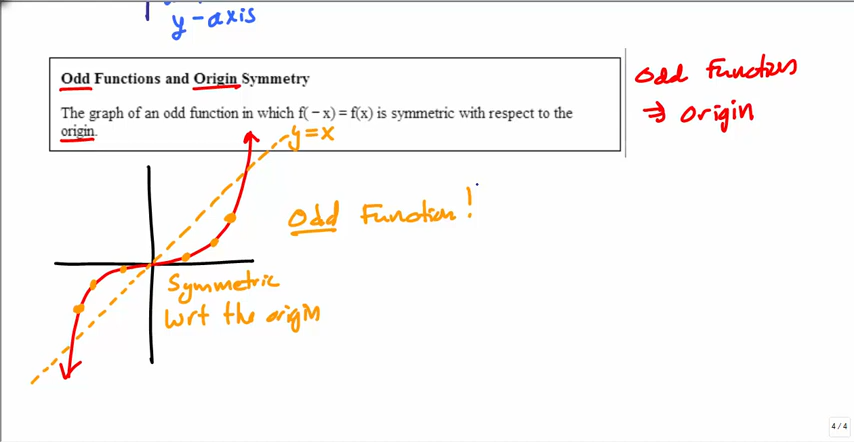 y-axis
Odd Functions and Origin Symmetry
The graph of an odd function in which f(−x) = f(x) is symmetric with respect to the
origin.
Odd Functions
⇒ Origin
y=x
Odd Function!
Symmetric
wrt the origin
4 / 4